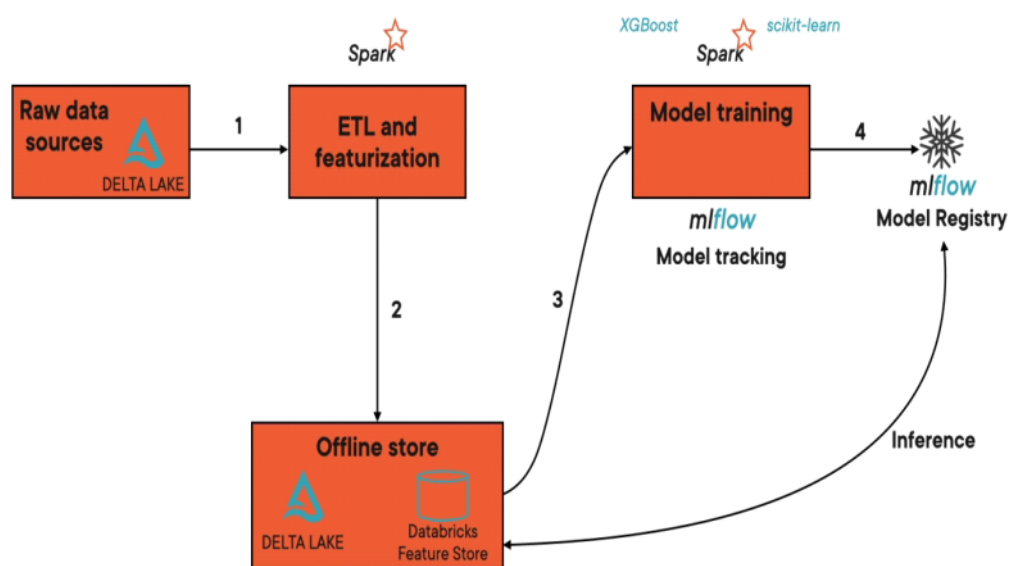 XGBoost
scikit-learn
Spark
Spark
Raw data
sources
DELTA LAKE
1
ETL and
featurization
Model training
4
mlflow
Model Registry
mlflow
Model tracking
2
3
Offline store
DELTA LAKE
Databricks
Feature Store
Inference